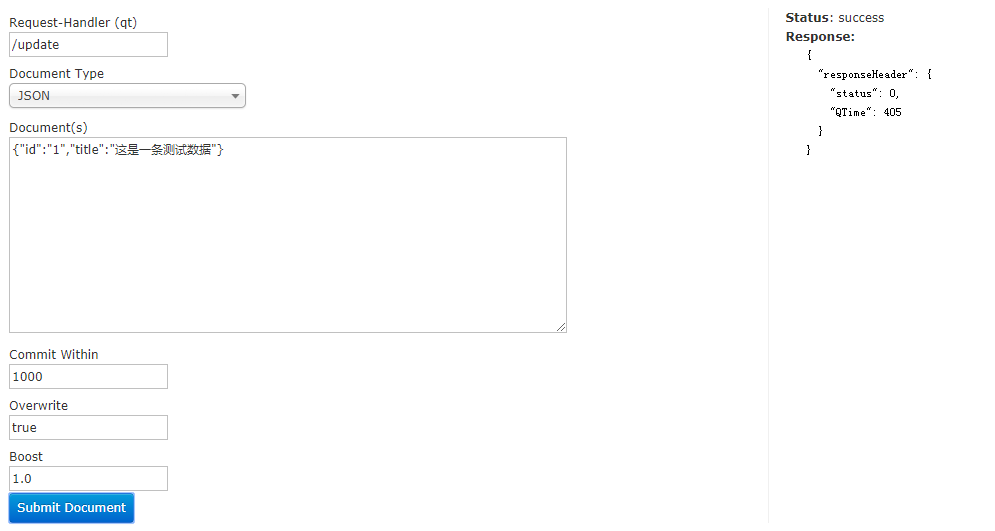 Request-Handler (qt)
/update
Document Type
JSON
Document(s)
{"id":"1","title":"这是一条测试数据"}
Commit Within
1000
Overwrite
true
Boost
1.0
Submit Document
Status: success
Response:
{
"responseHeader": {
"status": 0,
"QTime": 405
}
}